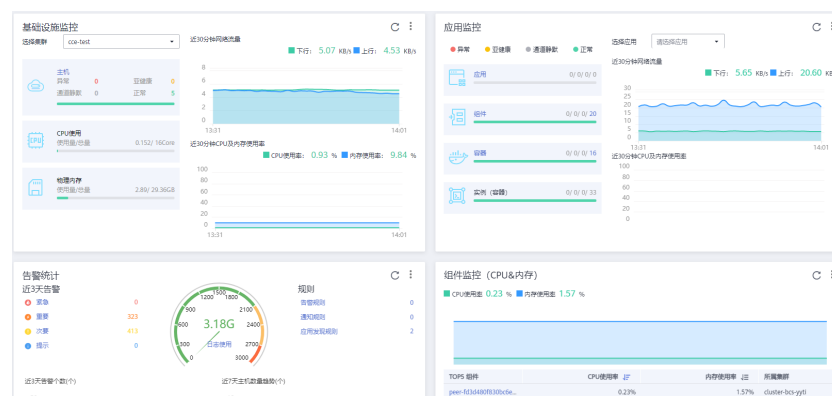 基础设施监控
选择集群 cce-test
主机
异常 0 亚健康 0
通道静默 0 正常 5
CPU使用
使用量/总量 0.152/ 16Core
物理内存
使用量/总量 2.89/ 29.36GB
近30分钟网络流量
下行: 5.07 KB/s 上行: 4.53 KB/s
8
6
4
2
0
13:31 14:01
近30分钟CPU及内存使用率
CPU使用率: 0.93 % 内存使用率: 9.84 %
100
80
60
40
20
0
13:31 14:01
应用监控
异常 亚健康 通道静默 正常
应用 0/ 0/ 0/ 0
组件 0/ 0/ 0/ 20
容器 0/ 0/ 0/ 16
实例 (容器) 0/ 0/ 0/ 33
选择应用 请选择应用
近30分钟网络流量
下行: 5.65 KB/s 上行: 20.60 KB
30
25
20
15
10
5
0
13:31 14:01
近30分钟CPU及内存使用率
100
80
60
40
20
0
告警统计
近3天告警
紧急 0
重要 323
次要 413
提示 0
0
300
600
900
1200
1500
1800
2100
2400
2700
3000
3.18G
日志使用
规则
告警规则 0
通知规则 0
应用发现规则 2
近3天告警个数(个) 近7天主机数量趋势(个)
组件监控 (CPU&内存)
CPU使用率 0.23 % 内存使用率 1.57 %
TOP5 组件 CPU使用率 内存使用率 所属集群
peer-fd3d480f830bc6e... 0.23% 1.57% cluster-bcs-yyti